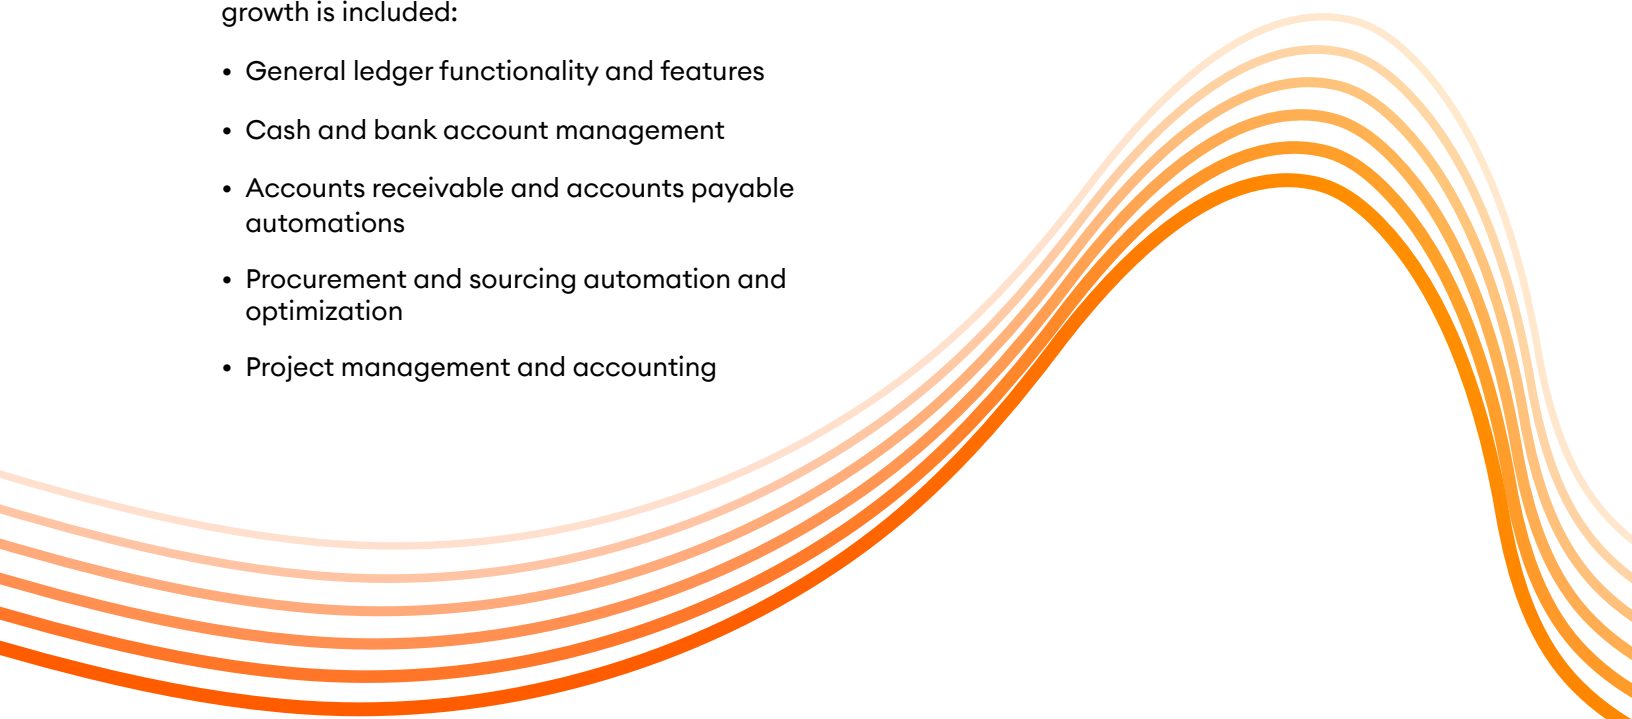 growth is included:
• General ledger functionality and features
• Cash and bank account management
• Accounts receivable and accounts payable
automations
• Procurement and sourcing automation and
optimization
• Project management and accounting